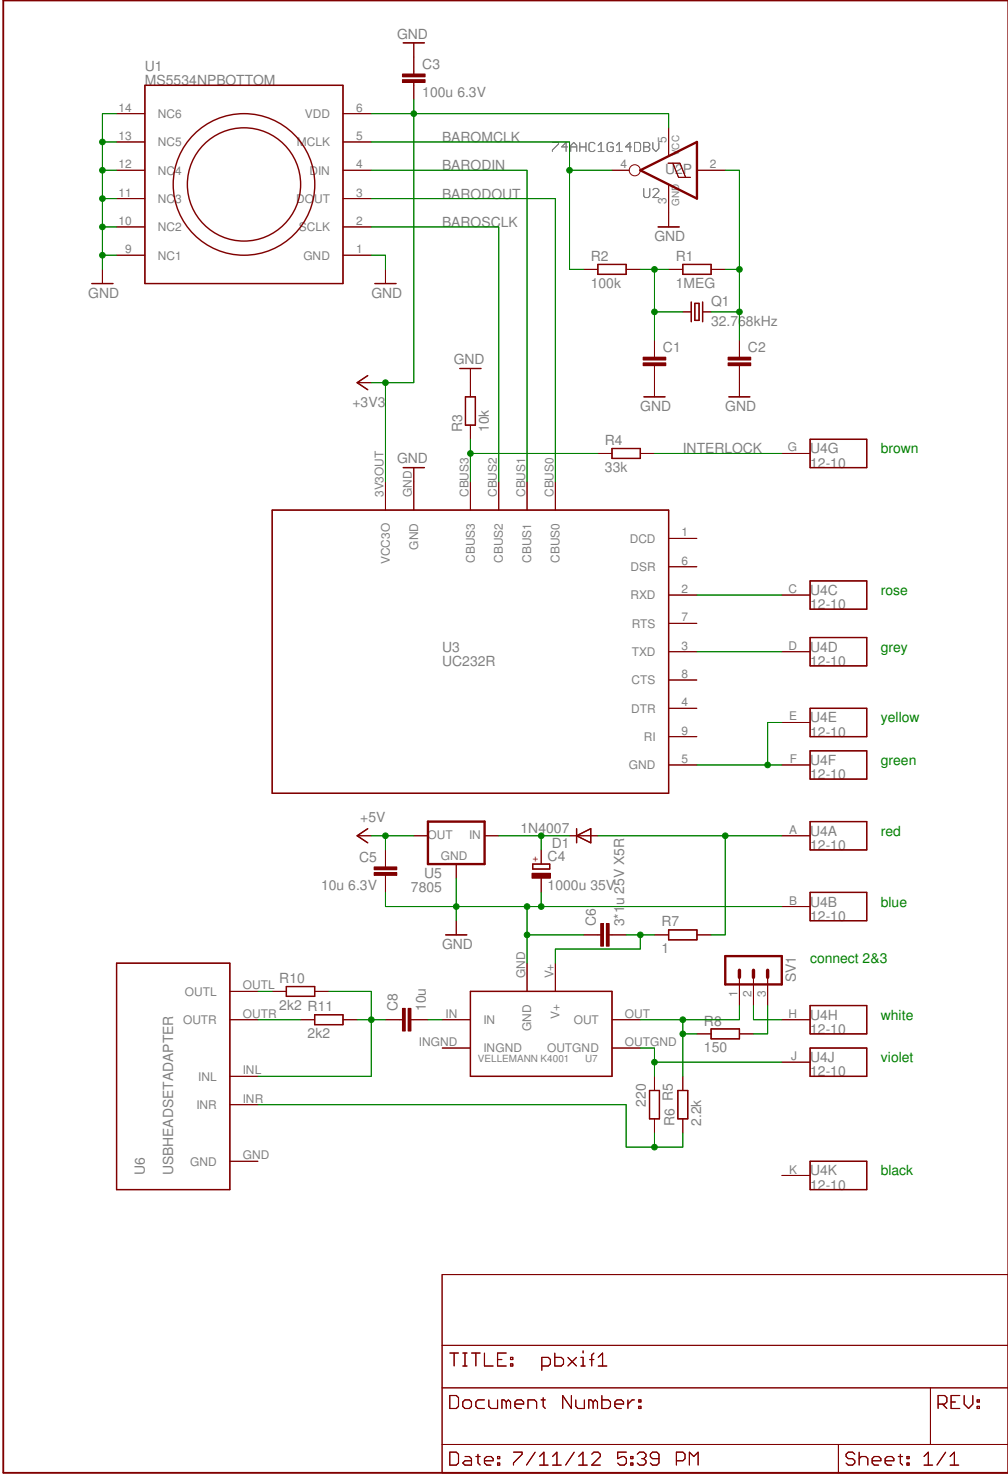 GND
U1
MS5534NPBOTTOM
C3
100u 6.3V
14 NC6 VDD 6
13 NC5 MCLK 5 BAROMCLK
12 NC4 DIN 4 BARODIN
11 NC3 DOUT 3 BARODOUT
10 NC2 SCLK 2 BAROSCLK
9 NC1 GND 1
GND
GND
74AHC1G14DBV
5 VCC
4 U2P 2
U2
3 GND
GND
R2
100k
R1
1MEG
Q1
32.768kHz
C1
C2
GND
GND
GND
+3V3
R3
10k
R4
33k
INTERLOCK
G U4G
12-10
brown
3V3OUT
GND
GND
CBUS3
CBUS2
CBUS1
CBUS0
VCC3O
GND
CBUS3
CBUS2
CBUS1
CBUS0
U3
UC232R
DCD 1
DSR 6
RXD 2
RTS 7
TXD 3
CTS 8
DTR 4
RI 9
GND 5
C U4C
12-10
rose
D U4D
12-10
grey
E U4E
12-10
yellow
F U4F
12-10
green
+5V
C5
10u 6.3V
OUT IN
GND
U5
7805
1N4007
D1
C4
+
1000u 35V
A U4A
12-10
red
B U4B
12-10
blue
GND
C6
3*1u 25V X5R
R7
1
SV1
1 2 3
connect 2&3
GND
V+
OUTL OUTL
OUTR OUTR
INL INL
INR INR
GND GND
U6
USBHEADSETADAPTER
R10
2k2
R11
2k2
C8
10u
IN IN
INGND INGND
GND
V+
OUT OUT
OUTGND OUTGND
VELLEMANN K4001 U7
R8
150
H U4H
12-10
white
J U4J
12-10
violet
220
R6
R5
2.2k
K U4K
12-10
black
TITLE: pbxif1
Document Number:
REV:
Date: 7/11/12 5:39 PM
Sheet: 1/1